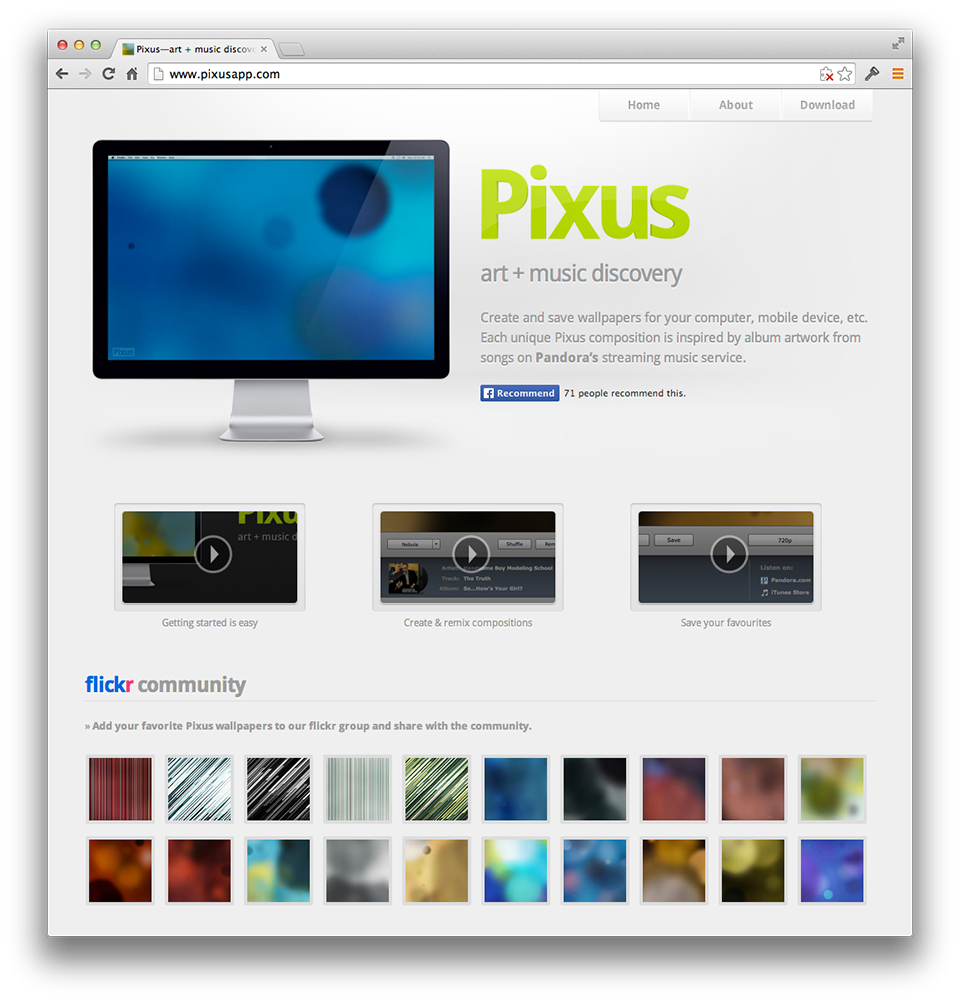 Pixus—art + music discov
www.pixusapp.com
Home About Download
Pixus
Pixus
art + music discovery
Create and save wallpapers for your computer, mobile device, etc.
Each unique Pixus composition is inspired by album artwork from
songs on Pandora's streaming music service.
Recommend 71 people recommend this.
art + music d
Nebula Shuffle Rem
Artist: Handsome Boy Modeling School
Track: The Truth
Album: So...How's Your Girl?
Save 720p
Listen on:
Pandora.com
iTunes Store
Getting started is easy
Create & remix compositions
Save your favourites
flickr community
» Add your favorite Pixus wallpapers to our flickr group and share with the community.